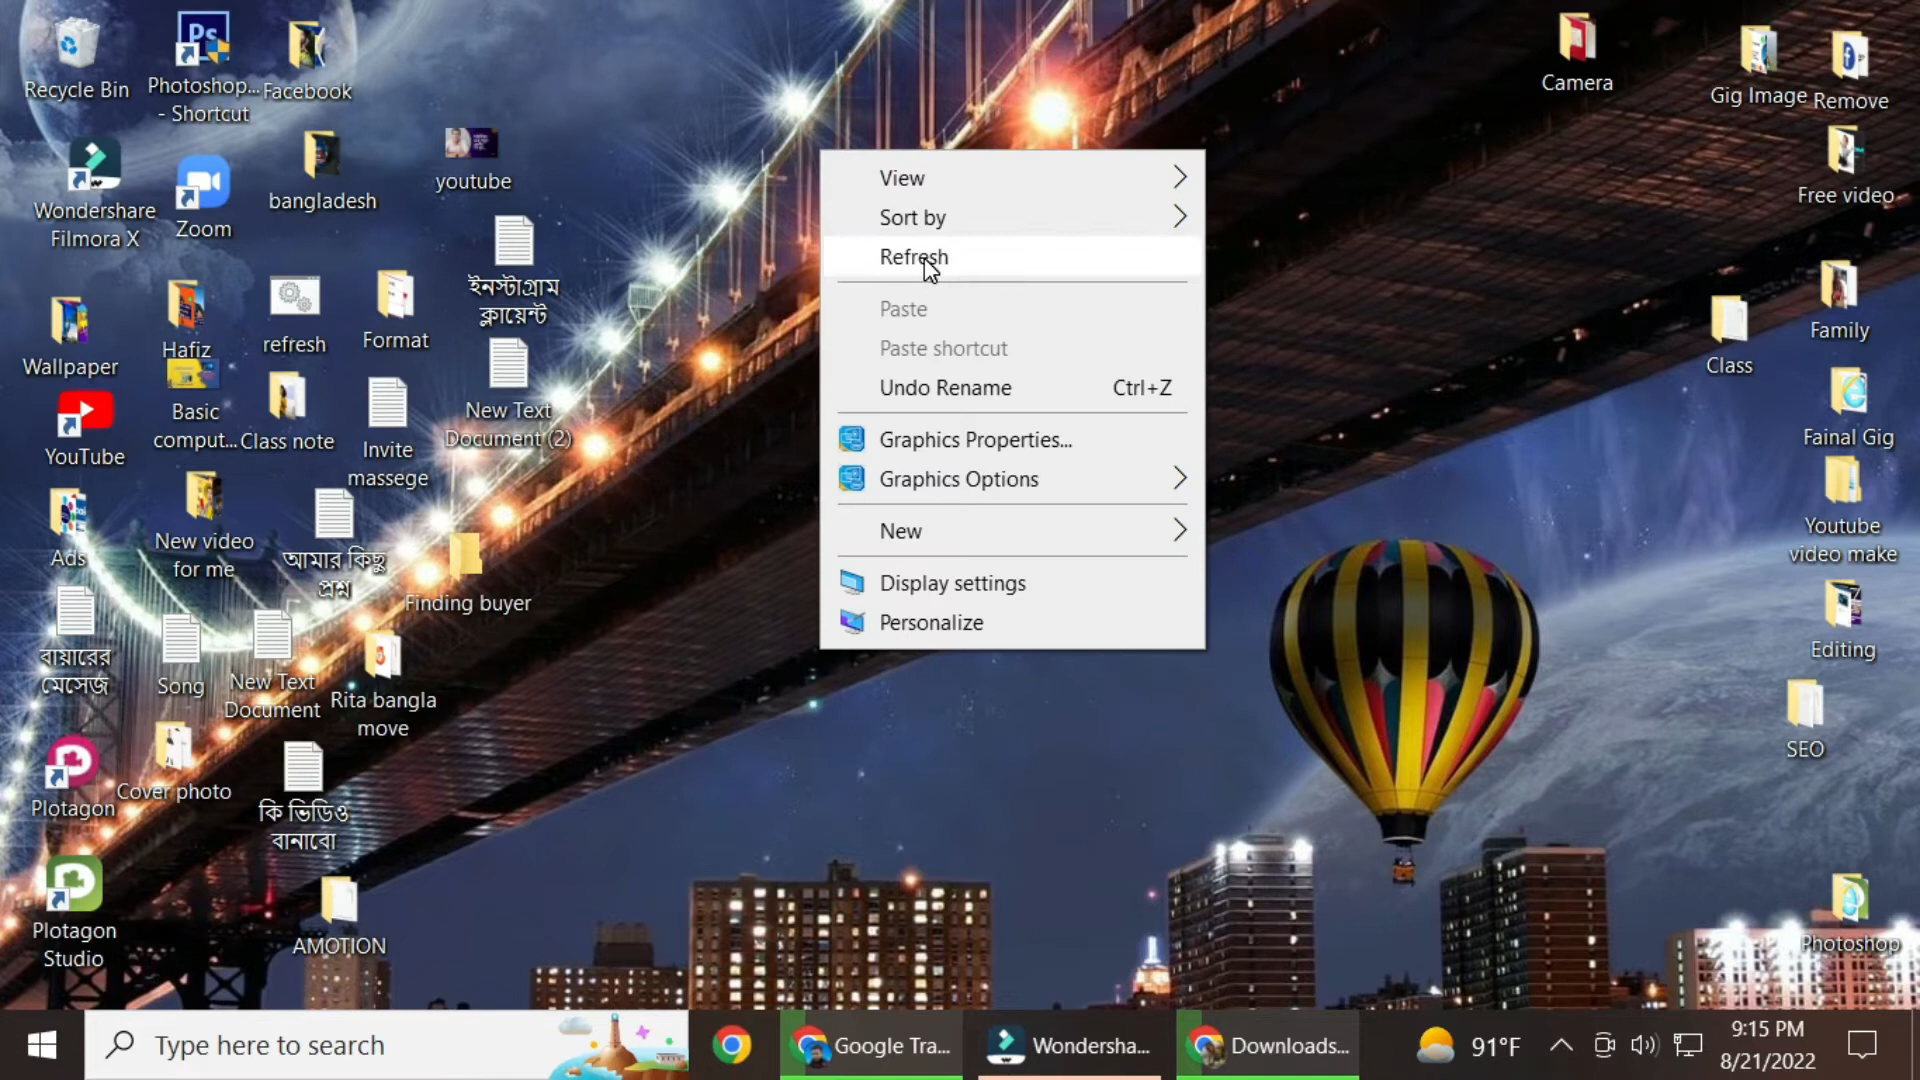 Recycle Bin
Photoshop...
- Shortcut
Facebook
Wondershare
Filmora X
Zoom
bangladesh
youtube
Wallpaper
Hafiz
refresh
Format
ইনস্টাগ্রাম
ক্লায়েন্ট
YouTube
Basic
comput...
Class note
Invite
massege
New Text
Document (2)
Ads
New video
for me
আমার কিছু
প্রশ্ন
Finding buyer
বায়ারের
মেসেজ
Song
New Text
Document
Rita bangla
move
Plotagon
Cover photo
কি ভিডিও
বানাবো
Plotagon
Studio
AMOTION
View
Sort by
Refresh
Paste
Paste shortcut
Undo Rename Ctrl+Z
Graphics Properties...
Graphics Options
New
Display settings
Personalize
Camera
Gig Image
Remove
Free video
Family
Class
Fainal Gig
Youtube
video make
Editing
SEO
Photoshop
Type here to search
Google Tra...
Wondersha...
Downloads...
91°F
9:15 PM
8/21/2022